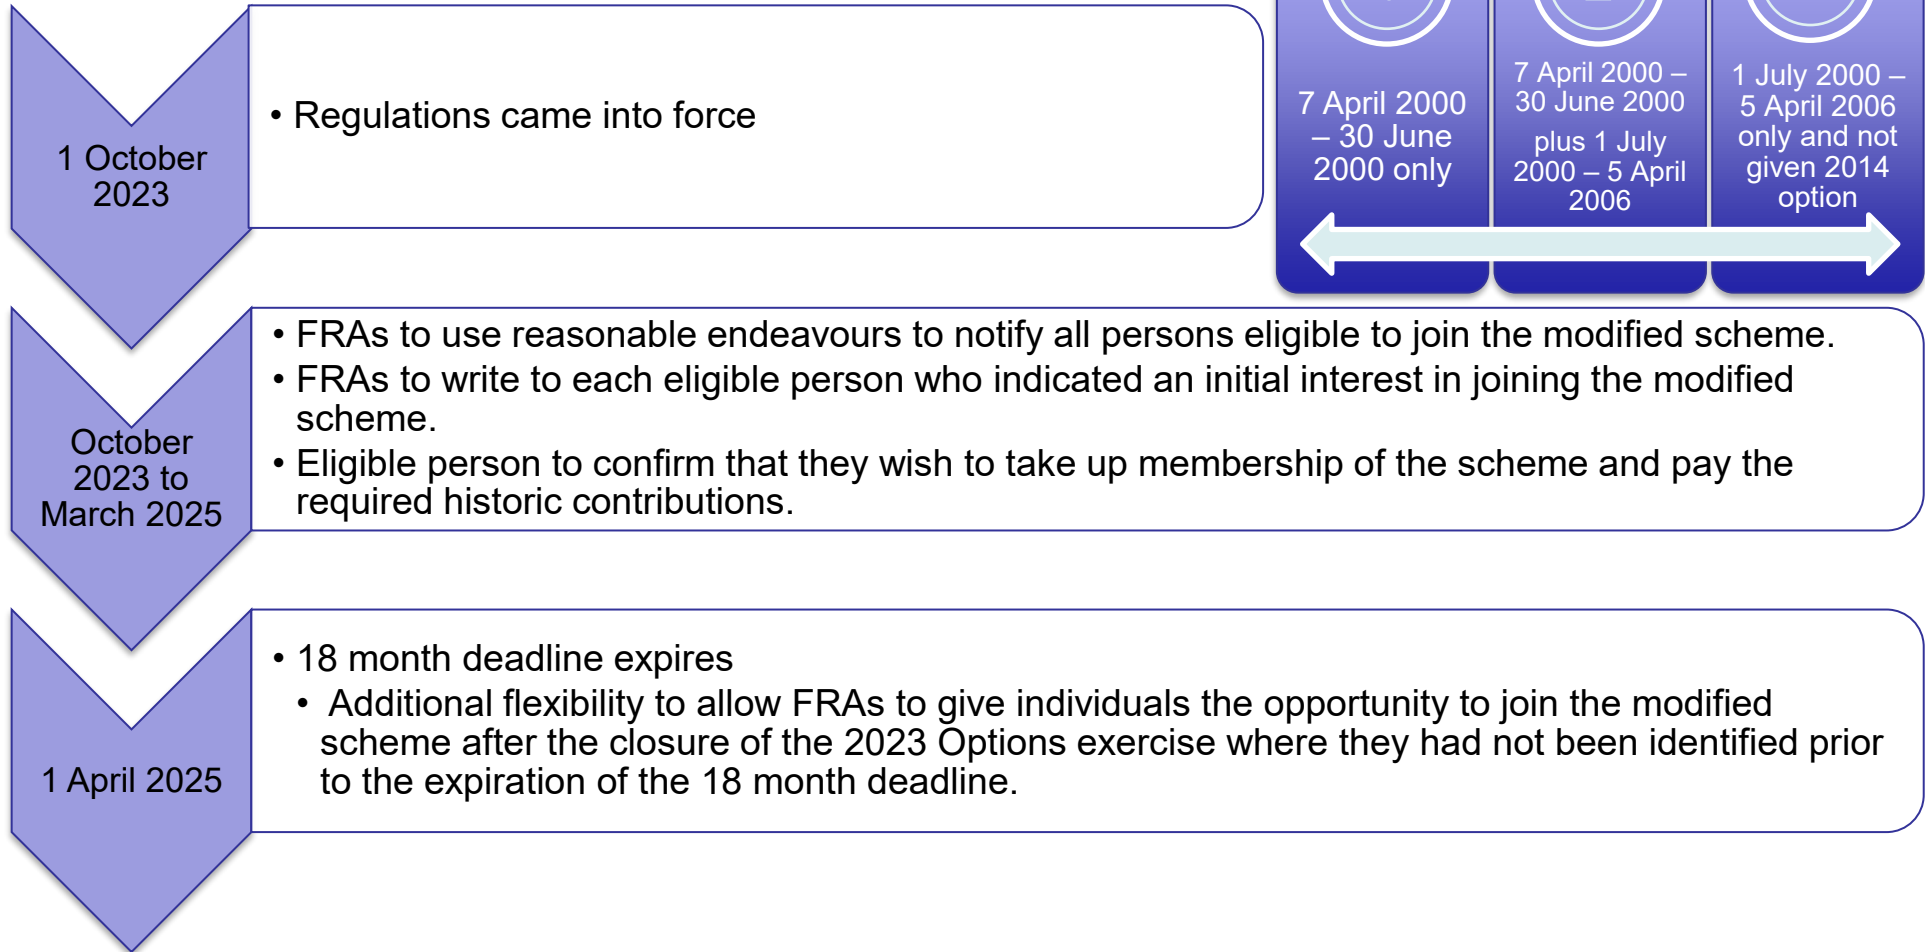 1 October
2023
• Regulations came into force
7 April 2000
– 30 June
2000 only
7 April 2000 –
30 June 2000
plus 1 July
2000 – 5 April
2006
1 July 2000 –
5 April 2006
only and not
given 2014
option
October
2023 to
March 2025
• FRAs to use reasonable endeavours to notify all persons eligible to join the modified scheme.
• FRAs to write to each eligible person who indicated an initial interest in joining the modified
scheme.
• Eligible person to confirm that they wish to take up membership of the scheme and pay the
required historic contributions.
1 April 2025
• 18 month deadline expires
• Additional flexibility to allow FRAs to give individuals the opportunity to join the modified
scheme after the closure of the 2023 Options exercise where they had not been identified prior
to the expiration of the 18 month deadline.